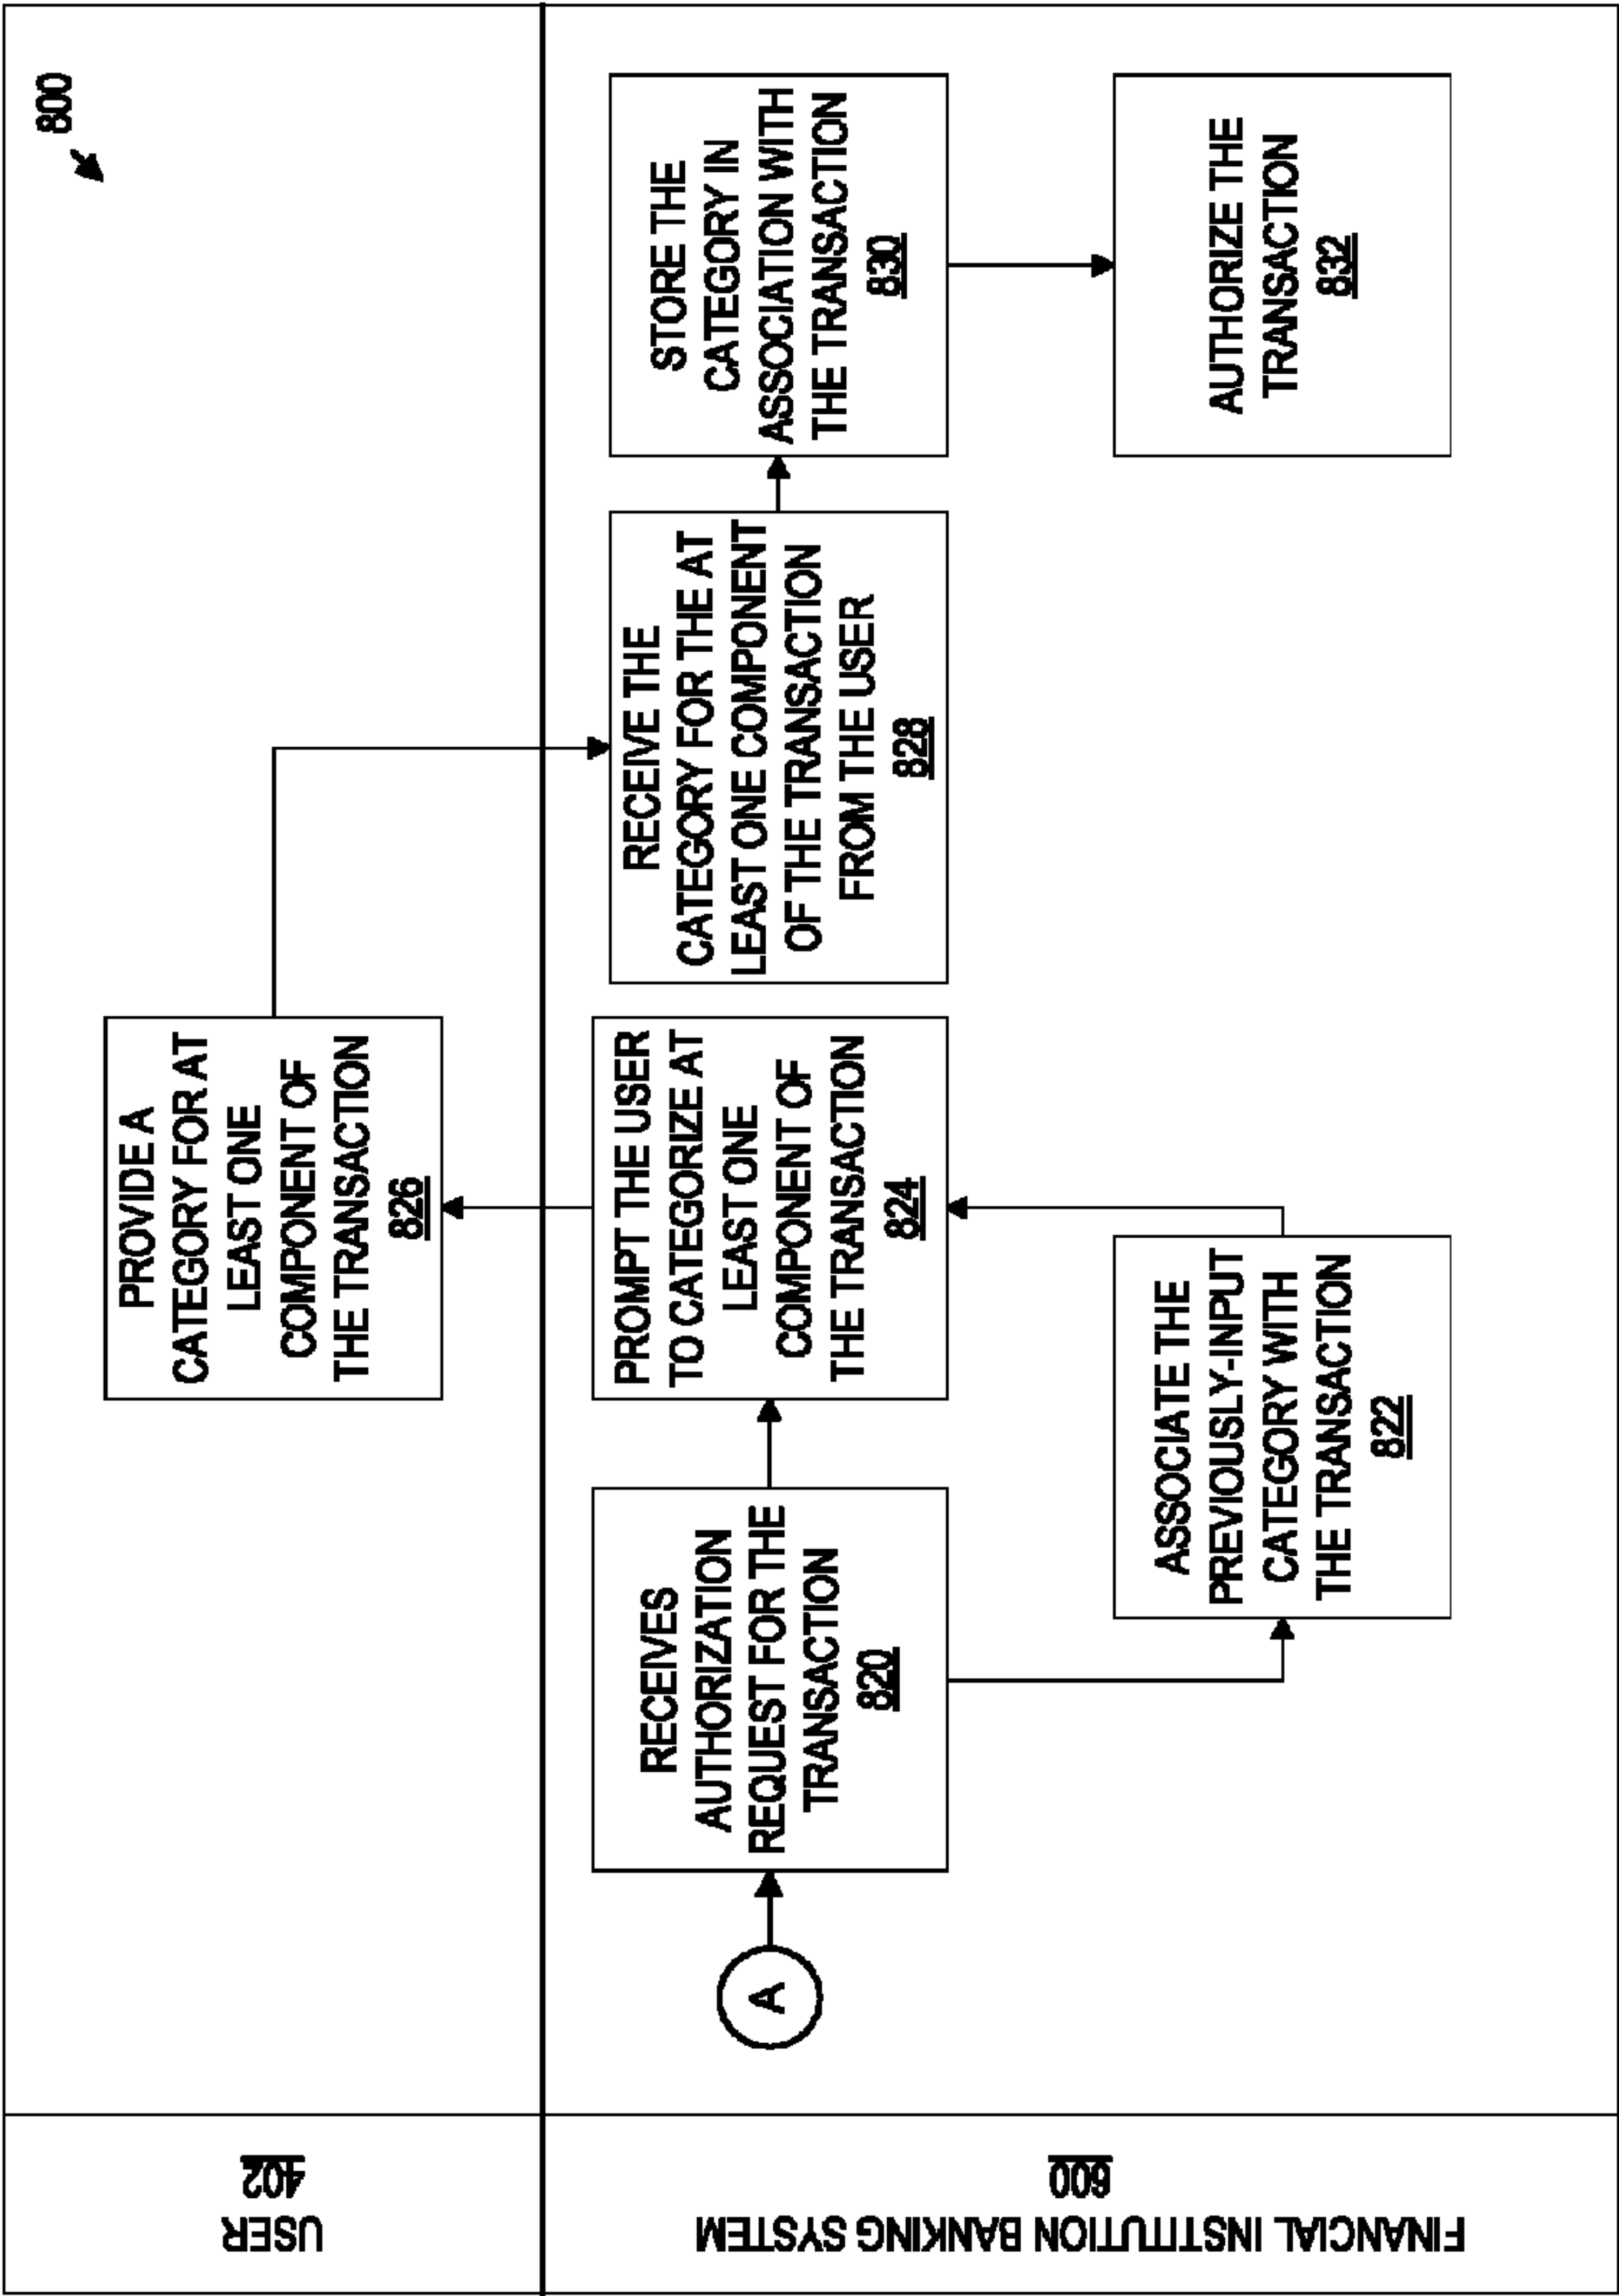 800
USER
402
PROVIDE A
CATEGORY FOR AT
LEAST ONE
COMPONENT OF
THE TRANSACTION
826
FINANCIAL INSTITUTION BANKING SYSTEM
600
A
RECEIVES
AUTHORIZATION
REQUEST FOR THE
TRANSACTION
820
PROMPT THE USER
TO CATEGORIZE AT
LEAST ONE
COMPONENT OF
THE TRANSACTION
824
RECEIVE THE
CATEGORY FOR THE AT
LEAST ONE COMPONENT
OF THE TRANSACTION
FROM THE USER
828
STORE THE
CATEGORY IN
ASSOCIATION WITH
THE TRANSACTION
830
ASSOCIATE THE
PREVIOUSLY-INPUT
CATEGORY WITH
THE TRANSACTION
822
AUTHORIZE THE
TRANSACTION
832